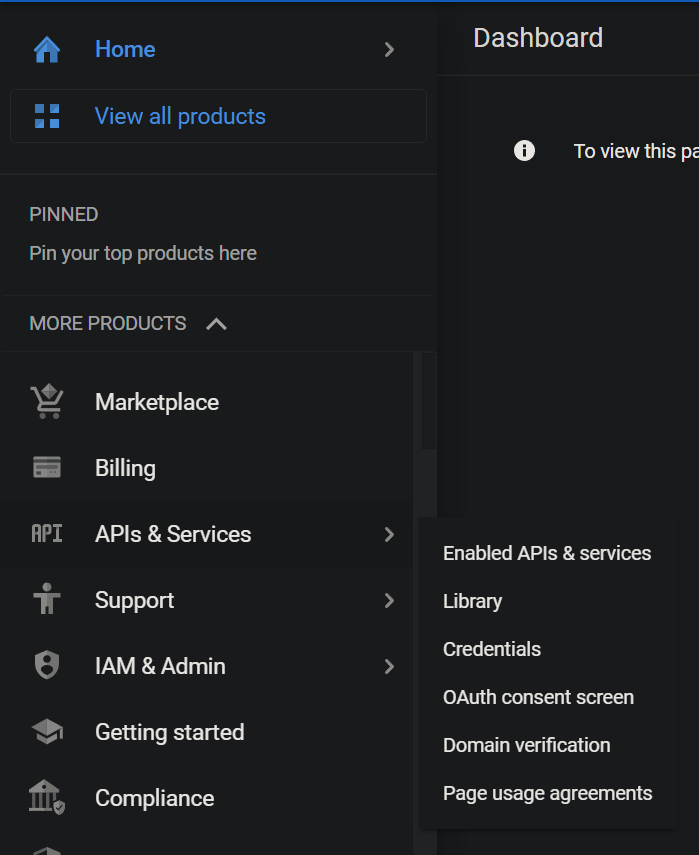 Home
View all products
PINNED
Pin your top products here
MORE PRODUCTS
Marketplace
Billing
API APIs & Services
Support
IAM & Admin
Getting started
Compliance
Dashboard
To view this pa
Enabled APIs & services
Library
Credentials
OAuth consent screen
Domain verification
Page usage agreements